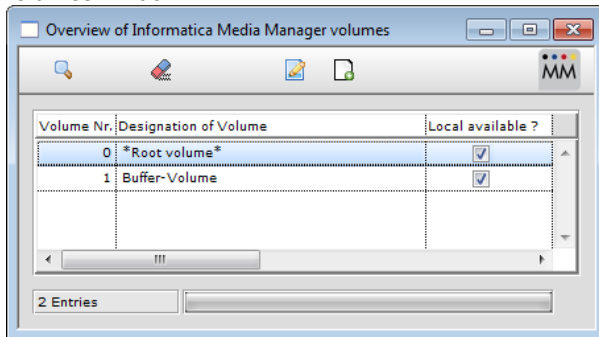 Overview of Informatica Media Manager volumes
MM
Volume Nr. Designation of Volume Local available ?
0 *Root volume*
1 Buffer-Volume
2 Entries